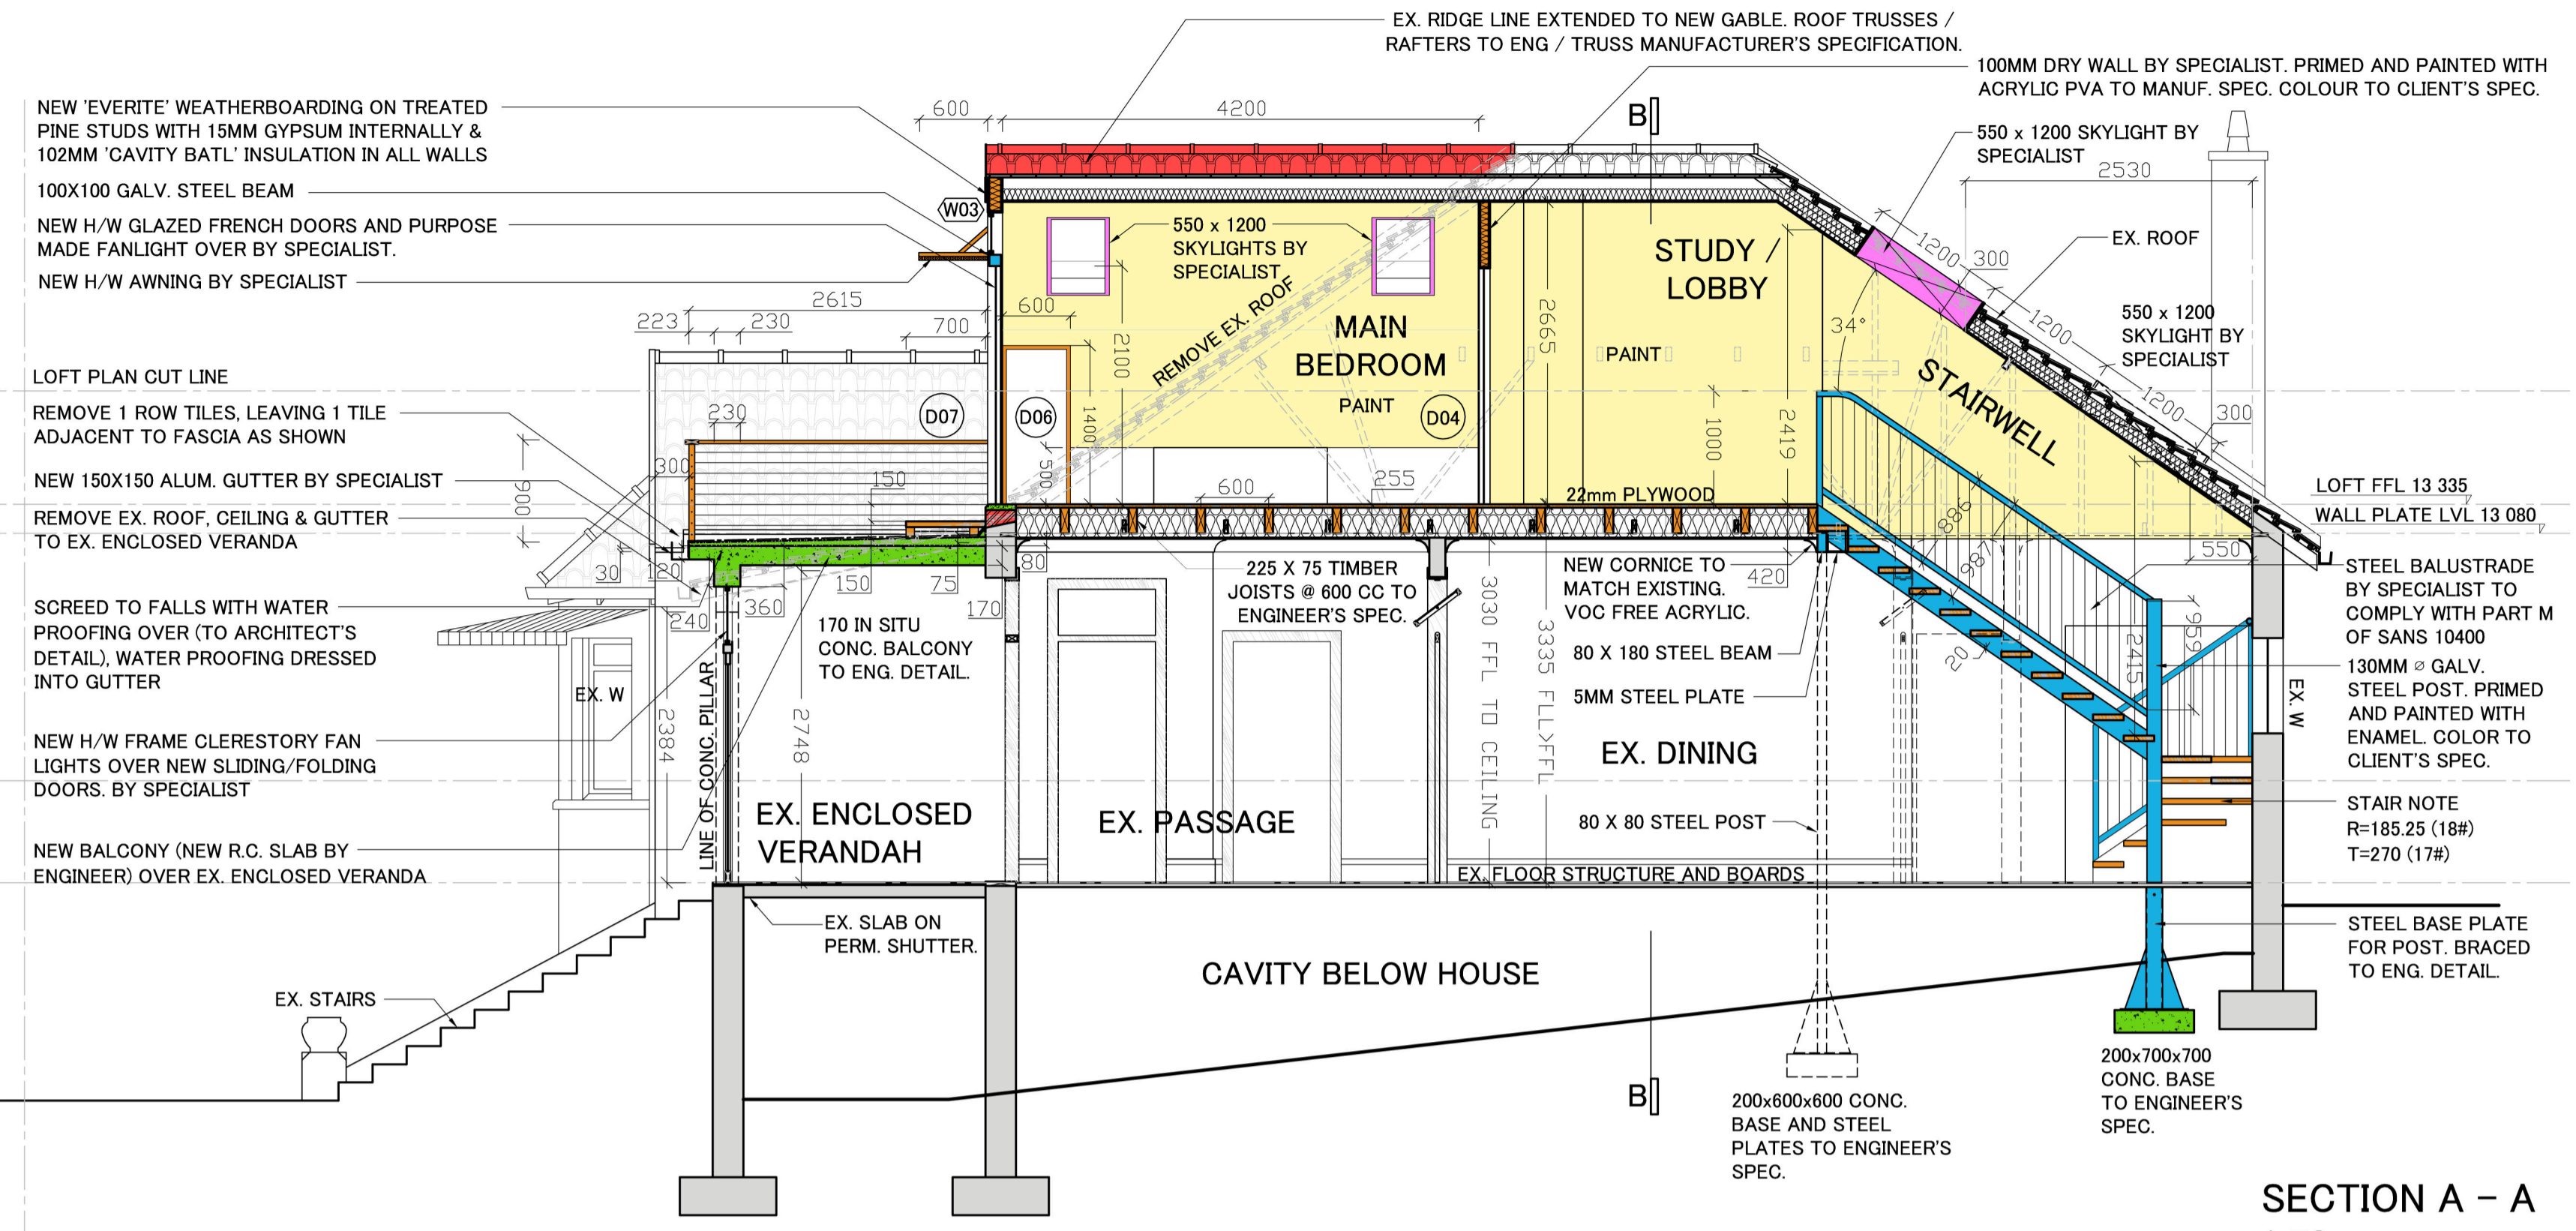 EX. RIDGE LINE EXTENDED TO NEW GABLE. ROOF TRUSSES /
RAFTERS TO ENG / TRUSS MANUFACTURER'S SPECIFICATION.
100MM DRY WALL BY SPECIALIST. PRIMED AND PAINTED WITH
ACRYLIC PVA TO MANUF. SPEC. COLOUR TO CLIENT'S SPEC.
NEW 'EVERITE' WEATHERBOARDING ON TREATED
PINE STUDS WITH 15MM GYPSUM INTERNALLY &
102MM 'CAVITY BATL' INSULATION IN ALL WALLS
100X100 GALV. STEEL BEAM
NEW H/W GLAZED FRENCH DOORS AND PURPOSE
MADE FANLIGHT OVER BY SPECIALIST.
NEW H/W AWNING BY SPECIALIST
LOFT PLAN CUT LINE
REMOVE 1 ROW TILES, LEAVING 1 TILE
ADJACENT TO FASCIA AS SHOWN
NEW 150X150 ALUM. GUTTER BY SPECIALIST
REMOVE EX. ROOF, CEILING & GUTTER
TO EX. ENCLOSED VERANDA
SCREED TO FALLS WITH WATER
PROOFING OVER (TO ARCHITECT'S
DETAIL), WATER PROOFING DRESSED
INTO GUTTER
NEW H/W FRAME CLERESTORY FAN
LIGHTS OVER NEW SLIDING/FOLDING
DOORS. BY SPECIALIST
NEW BALCONY (NEW R.C. SLAB BY
ENGINEER) OVER EX. ENCLOSED VERANDA
EX. STAIRS
600
4200
B
W03
550 x 1200
SKYLIGHTS BY
SPECIALIST
STUDY /
LOBBY
550 x 1200 SKYLIGHT BY
SPECIALIST
2530
1200
300
EX. ROOF
1200
550 x 1200
SKYLIGHT BY
SPECIALIST
1200
300
2615
223
230
700
600
2100
REMOVE EX. ROOF
MAIN
BEDROOM
PAINT
2665
PAINT
34°
STAIRWELL
230
D07
D06
1400
D04
1000
2419
900
300
150
500
600
255
22mm PLYWOOD
886
987
LOFT FFL 13 335
WALL PLATE LVL 13 080
550
30
120
240
360
150
75
80
170
225 X 75 TIMBER
JOISTS @ 600 CC TO
ENGINEER'S SPEC.
3030 FFL TO CEILING
3335 FLL>FFL
NEW CORNICE TO
MATCH EXISTING.
VOC FREE ACRYLIC.
420
80 X 180 STEEL BEAM
5MM STEEL PLATE
170 IN SITU
CONC. BALCONY
TO ENG. DETAIL.
EX. W
2384
LINE OF CONC. PILLAR
2748
20
959
2415
EX. W
STEEL BALUSTRADE
BY SPECIALIST TO
COMPLY WITH PART M
OF SANS 10400
130MM ⌀ GALV.
STEEL POST. PRIMED
AND PAINTED WITH
ENAMEL. COLOR TO
CLIENT'S SPEC.
STAIR NOTE
R=185.25 (18#)
T=270 (17#)
EX. ENCLOSED
VERANDAH
EX. PASSAGE
EX. DINING
80 X 80 STEEL POST
EX. FLOOR STRUCTURE AND BOARDS
EX. SLAB ON
PERM. SHUTTER.
CAVITY BELOW HOUSE
STEEL BASE PLATE
FOR POST. BRACED
TO ENG. DETAIL.
B
200x600x600 CONC.
BASE AND STEEL
PLATES TO ENGINEER'S
SPEC.
200x700x700
CONC. BASE
TO ENGINEER'S
SPEC.
SECTION A - A